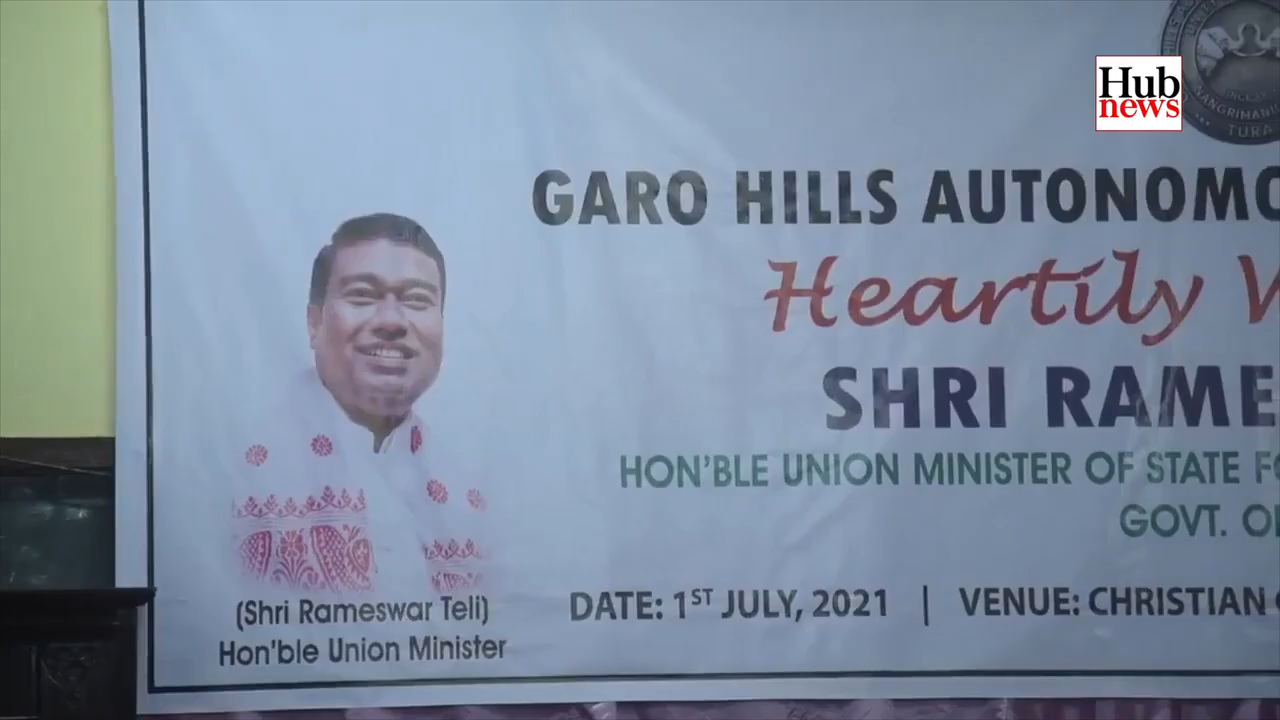 Hub
news
TURA
GARO HILLS AUTONOMO
Heartily
SHRI RAME
HON'BLE UNION MINISTER OF STATE
GOVT.
(Shri Rameswar Teli)
Hon'ble Union Minister
DATE: 1ST JULY, 2021 | VENUE: CHRISTIAN